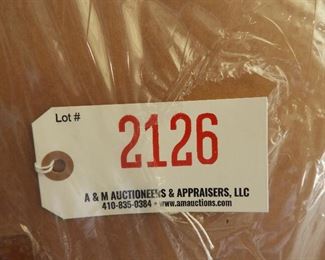 Lot #
2126
A & M AUCTIONEERS & APPRAISERS, LLC
410-835-0384 • www.amauctions.com